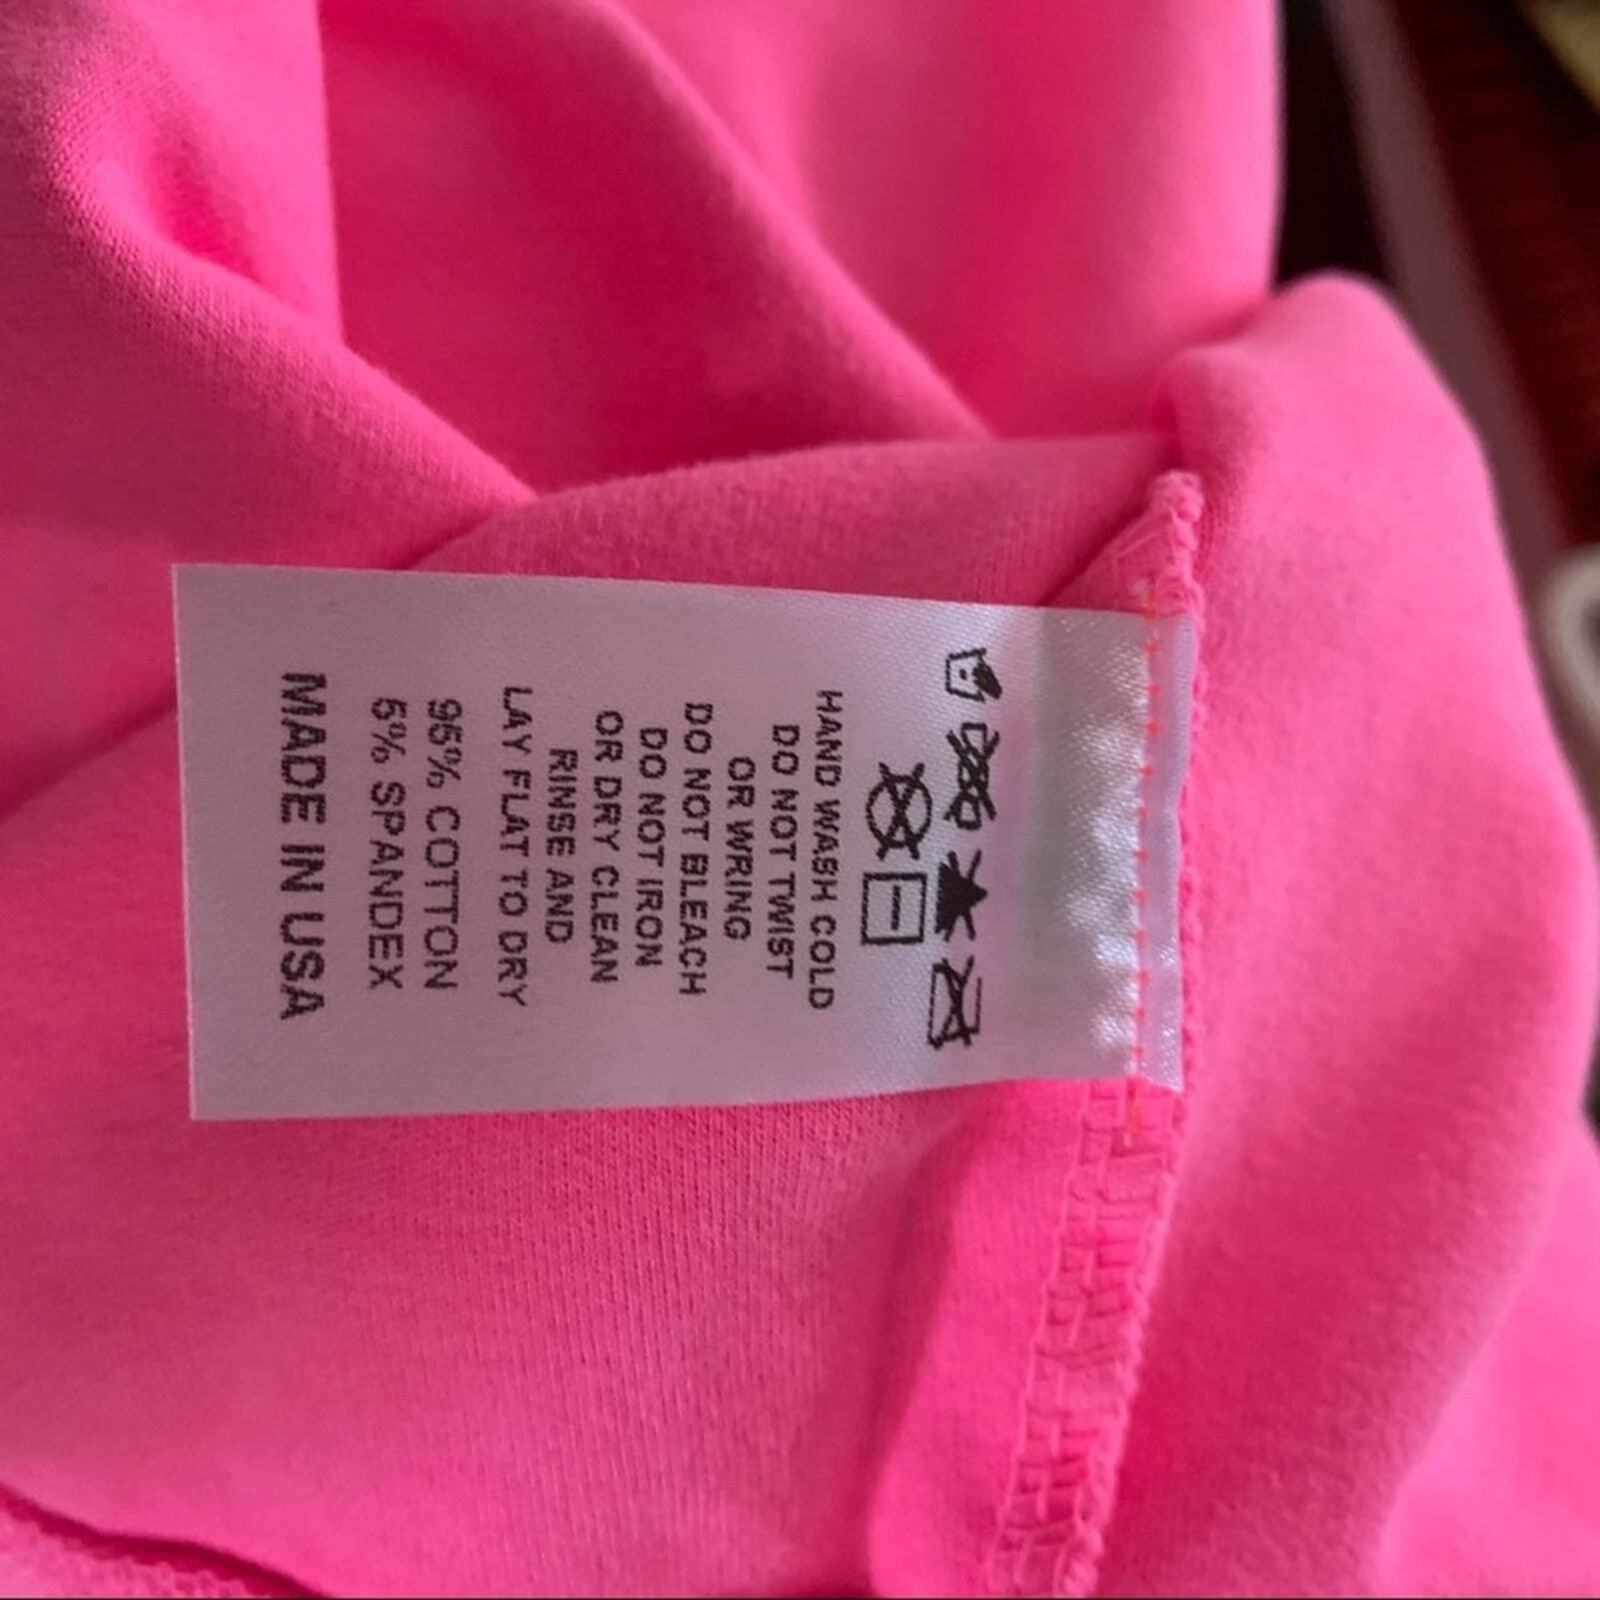 HAND WASH COLD
DO NOT TWIST
OR WRING
DO NOT BLEACH
DO NOT IRON
OR DRY CLEAN
RINSE AND
LAY FLAT TO DRY
95% COTTON
5% SPANDEX
MADE IN USA